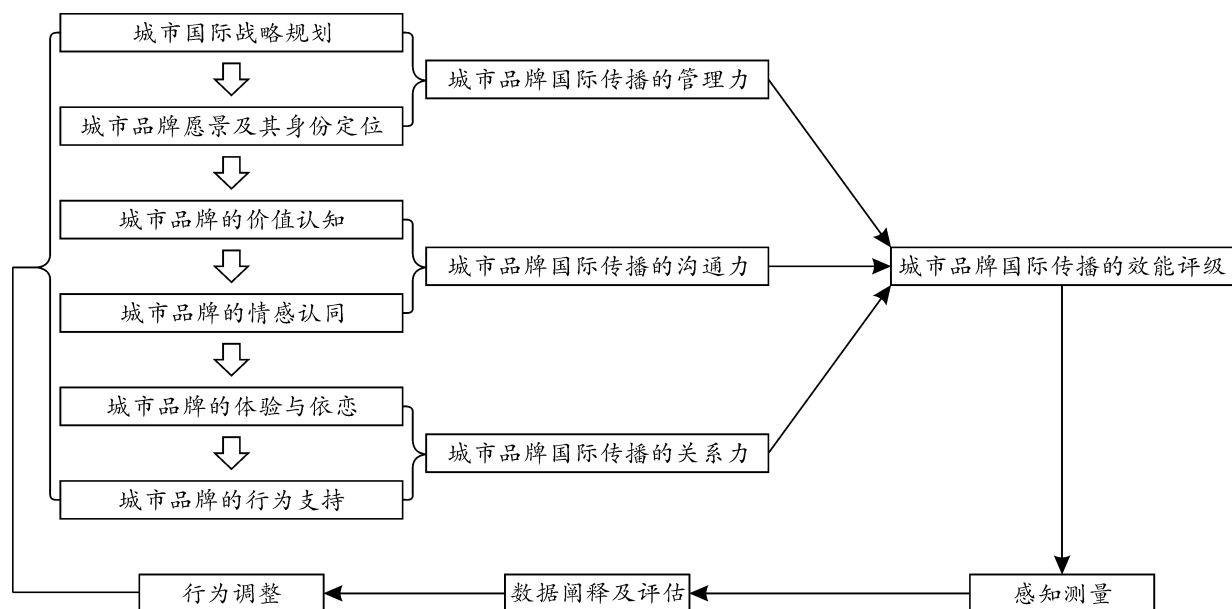 城市国际战略规划
城市品牌国际传播的管理力
城市品牌愿景及其身份定位
城市品牌的价值认知
城市品牌国际传播的沟通力
城市品牌国际传播的效能评级
城市品牌的情感认同
城市品牌的体验与依恋
城市品牌国际传播的关系力
城市品牌的行为支持
行为调整
数据阐释及评估
感知测量